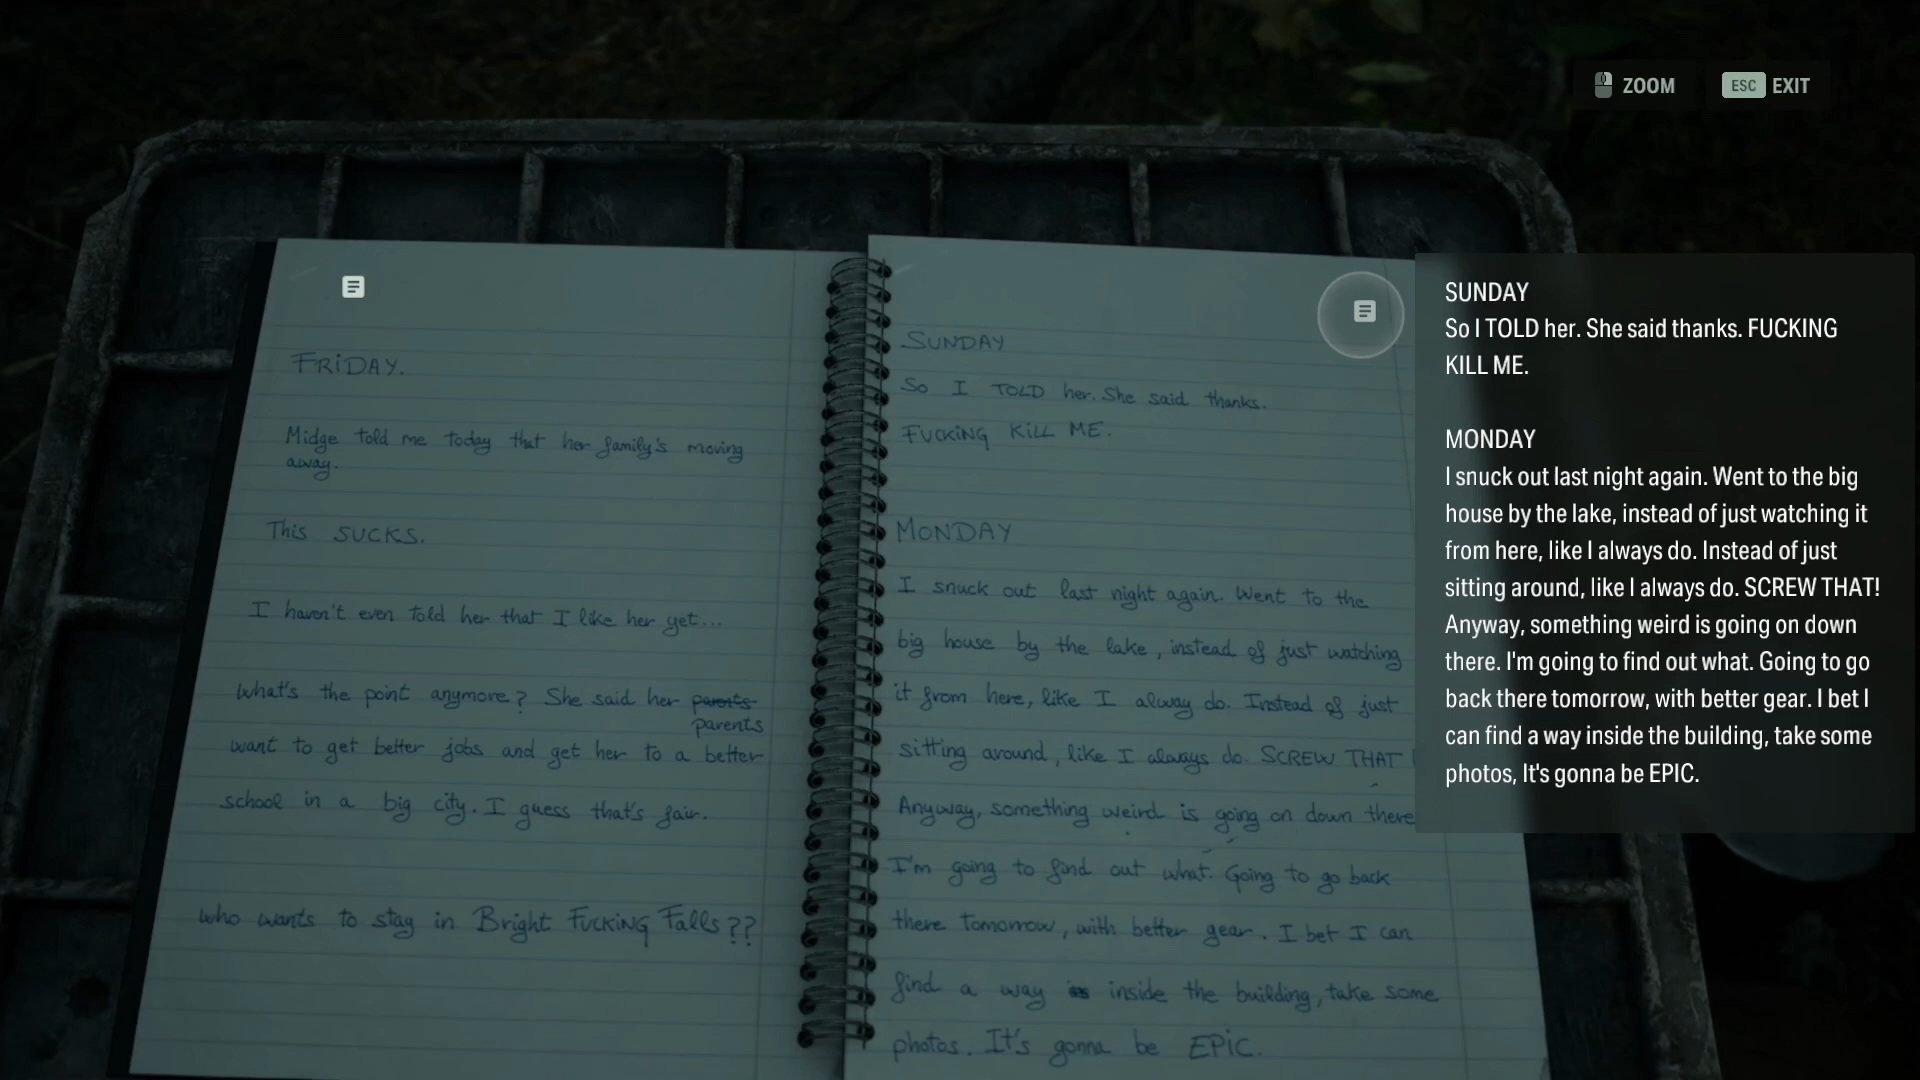 ZOOM
ESC EXIT
FRiDAY.
Midge told me today that her family's moving
away.
This SUCKS.
I haven't even told her that I like her yet...
what's the point anymore? She said her parents
parents
want to get better jobs and get her to a better
school in a big city. I guess that's fair.
who wants to stay in Bright FUCKiNG Falls??
SUNDAY
So I TOLD her. She said thanks.
FUCKiNG KiLL ME.
MONDAY
I snuck out last night again. Went to the
big house by the lake, instead of just watching
it from here, like I alway do. Instead of just
sitting around, like I always do. SCREW THAT
Anyway, something weird is going on down there
I'm going to find out what. Going to go back
there tomorrow, with better gear. I bet I can
find a way inside the building, take some
photos. It's gonna be EPiC.
SUNDAY
So I TOLD her. She said thanks. FUCKING
KILL ME.
MONDAY
I snuck out last night again. Went to the big
house by the lake, instead of just watching it
from here, like I always do. Instead of just
sitting around, like I always do. SCREW THAT!
Anyway, something weird is going on down
there. I'm going to find out what. Going to go
back there tomorrow, with better gear. I bet I
can find a way inside the building, take some
photos, It's gonna be EPIC.